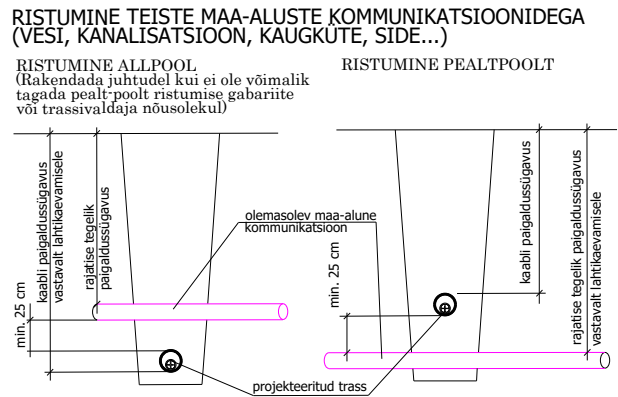 RISTUMINE TEISTE MAA-ALUSTE KOMMUNIKATSIOONIDEGA
(VESI, KANALISATSIOON, KAUGKÜTE, SIDE...)
RISTUMINE ALLPOOL
(Rakendada juhtudel kui ei ole võimalik
tagada pealt-poolt ristumise gabariite
või trassivaldaja nõusolekul)
RISTUMINE PEALTPOOLT
min. 25 cm
kaabli paigaldussügavus
vastavalt lahtikaevamisele
rajatise tegelik
paigaldussügavus
olemasolev maa-alune
kommunikatsioon
projekteeritud trass
min. 25 cm
kaabli paigaldussügavus
rajatise tegelik paigaldussügavus
vastavalt lahtikaevamisele